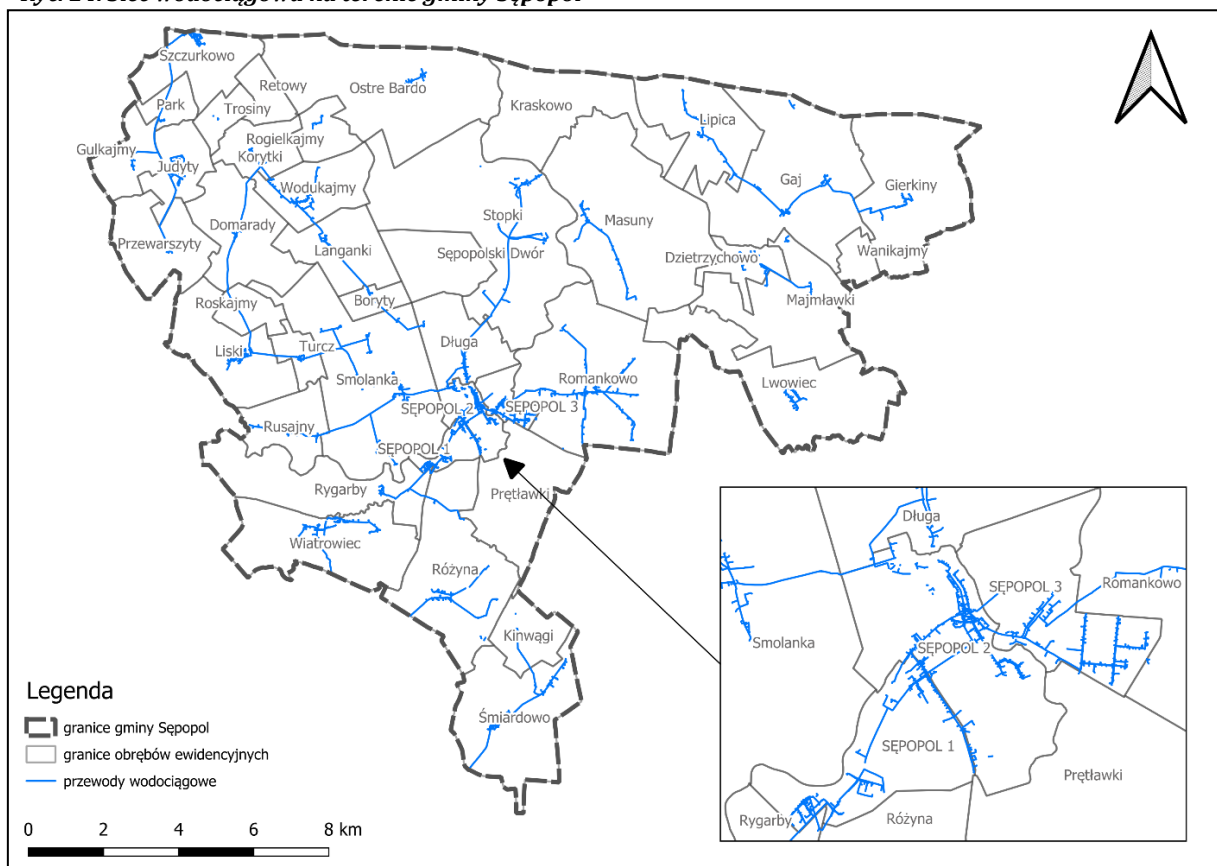 Szczurkowo
Retowy
Ostre Bardo
Park
Trosiny
Kraskowo
Lipica
Rogielkajmy
Gulkajmy
Korytki
Judyty
Wodukajmy
Gaj
Gierkiny
Stopki
Masuny
Domarady
Przewarszyty
Langanki
Sępopolski Dwór
Dzietrzychowo
Wanikajmy
Boryty
Majmławki
Roskajmy
Długa
Turcz
Liski
Smolanka
Romankowo
Lwowiec
SĘPOPOL 2
SĘPOPOL 3
Rusajny
SĘPOPOL 1
Rygarby
Prętławki
Wiatrowiec
Różyna
Kinwągi
Śmiardowo
Długa
SĘPOPOL 3
Romankowo
Smolanka
SĘPOPOL 2
SĘPOPOL 1
Prętławki
Rygarby
Różyna
Legenda
granice gminy Sępopol
granice obrębów ewidencyjnych
przewody wodociągowe
0 2 4 6 8 km